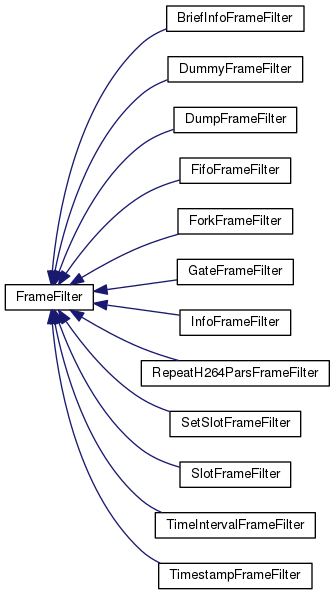 BriefInfoFrameFilter
DummyFrameFilter
DumpFrameFilter
FifoFrameFilter
ForkFrameFilter
GateFrameFilter
FrameFilter
InfoFrameFilter
RepeatH264ParsFrameFilter
SetSlotFrameFilter
SlotFrameFilter
TimeIntervalFrameFilter
TimestampFrameFilter